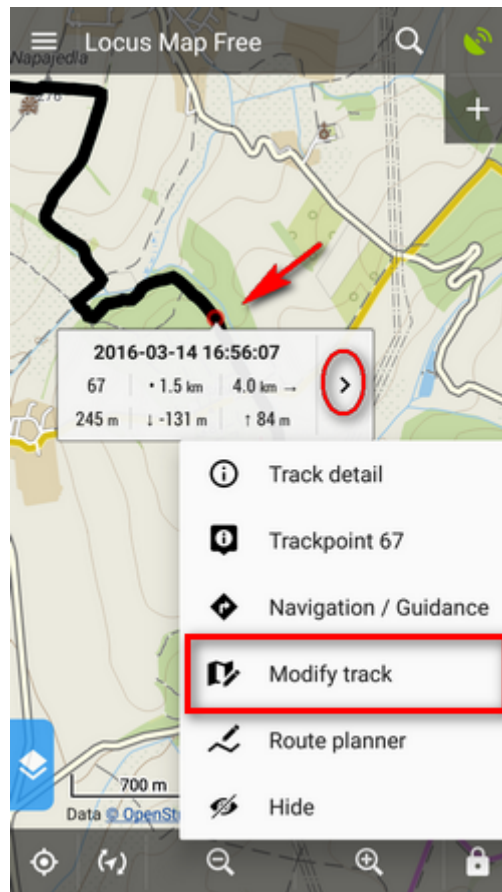 Locus Map Free
Napajedla
276
2016-03-14 16:56:07
67 • 1.5 km 4.0 km →
245 m ↓ -131 m ↑ 84 m
Track detail
Trackpoint 67
Navigation / Guidance
Modify track
Route planner
700 m
Data © OpenSt
Hide